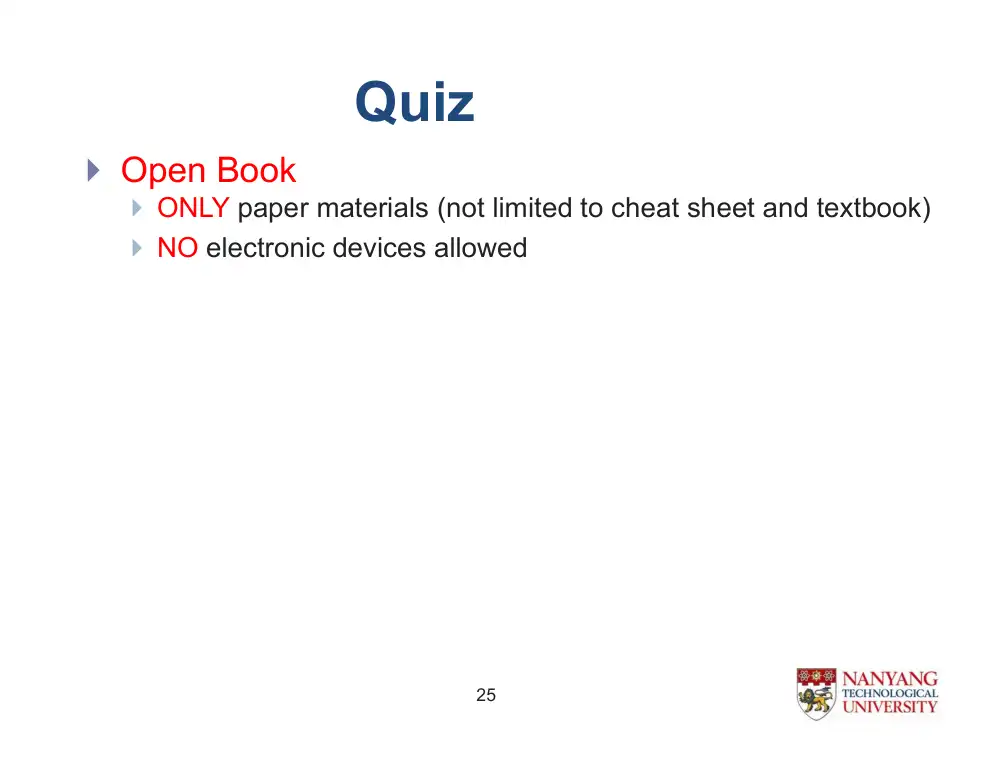 Quiz
Open Book
ONLY paper materials (not limited to cheat sheet and textbook)
NO electronic devices allowed
25
NANYANG
TECHNOLOGICAL
UNIVERSITY